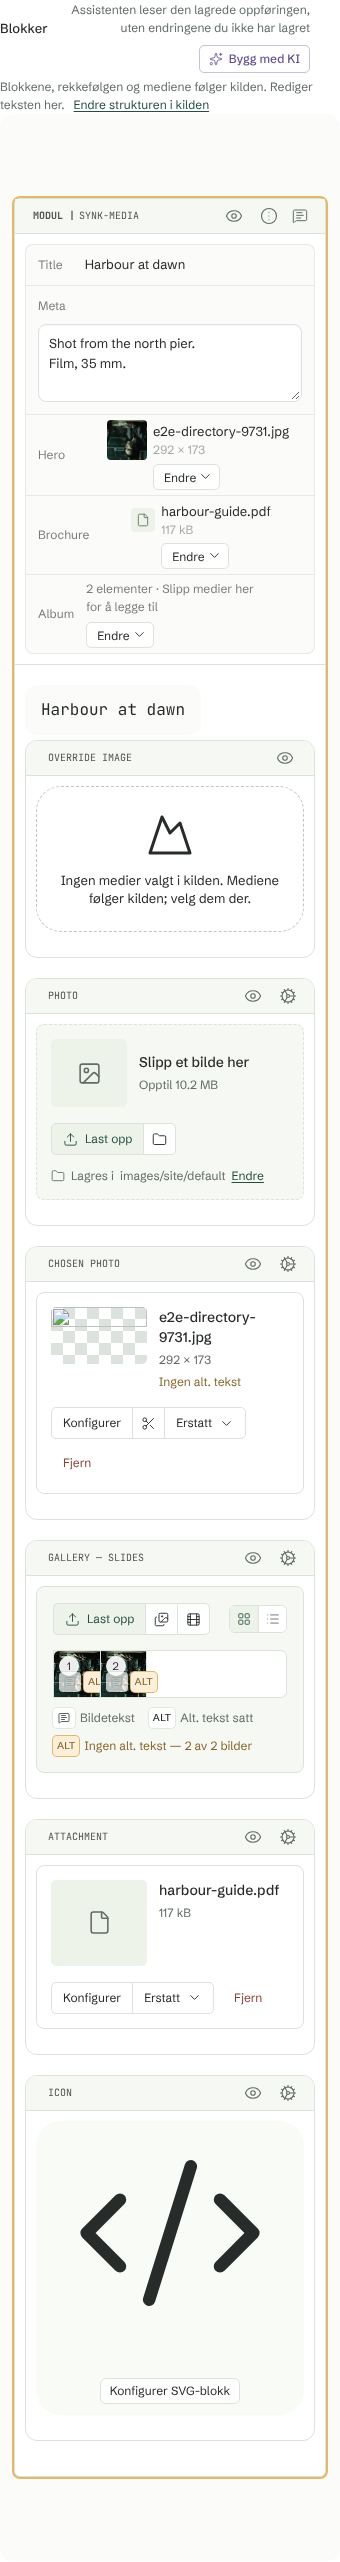 Assistenten leser den lagrede oppføringen,
uten endringene du ikke har lagret
Blokker
Bygg med KI
Blokkene, rekkefølgen og mediene følger kilden. Rediger
teksten her. Endre strukturen i kilden
MODUL | SYNK-MEDIA
Title Harbour at dawn
Meta
Shot from the north pier.
Film, 35 mm.
Hero
e2e-directory-9731.jpg
292 × 173
Endre
Brochure
harbour-guide.pdf
117 kB
Endre
Album
2 elementer · Slipp medier her
for å legge til
Endre
Harbour at dawn
OVERRIDE IMAGE
Ingen medier valgt i kilden. Mediene
følger kilden; velg dem der.
PHOTO
Slipp et bilde her
Opptil 10.2 MB
Last opp
Lagres i images/site/default Endre
CHOSEN PHOTO
e2e-directory-
9731.jpg
292 × 173
Ingen alt. tekst
Konfigurer Erstatt
Fjern
GALLERY — SLIDES
Last opp
1 2
ALT
Bildetekst ALT Alt. tekst satt
ALT Ingen alt. tekst — 2 av 2 bilder
ATTACHMENT
harbour-guide.pdf
117 kB
Konfigurer Erstatt Fjern
ICON
Konfigurer SVG-blokk